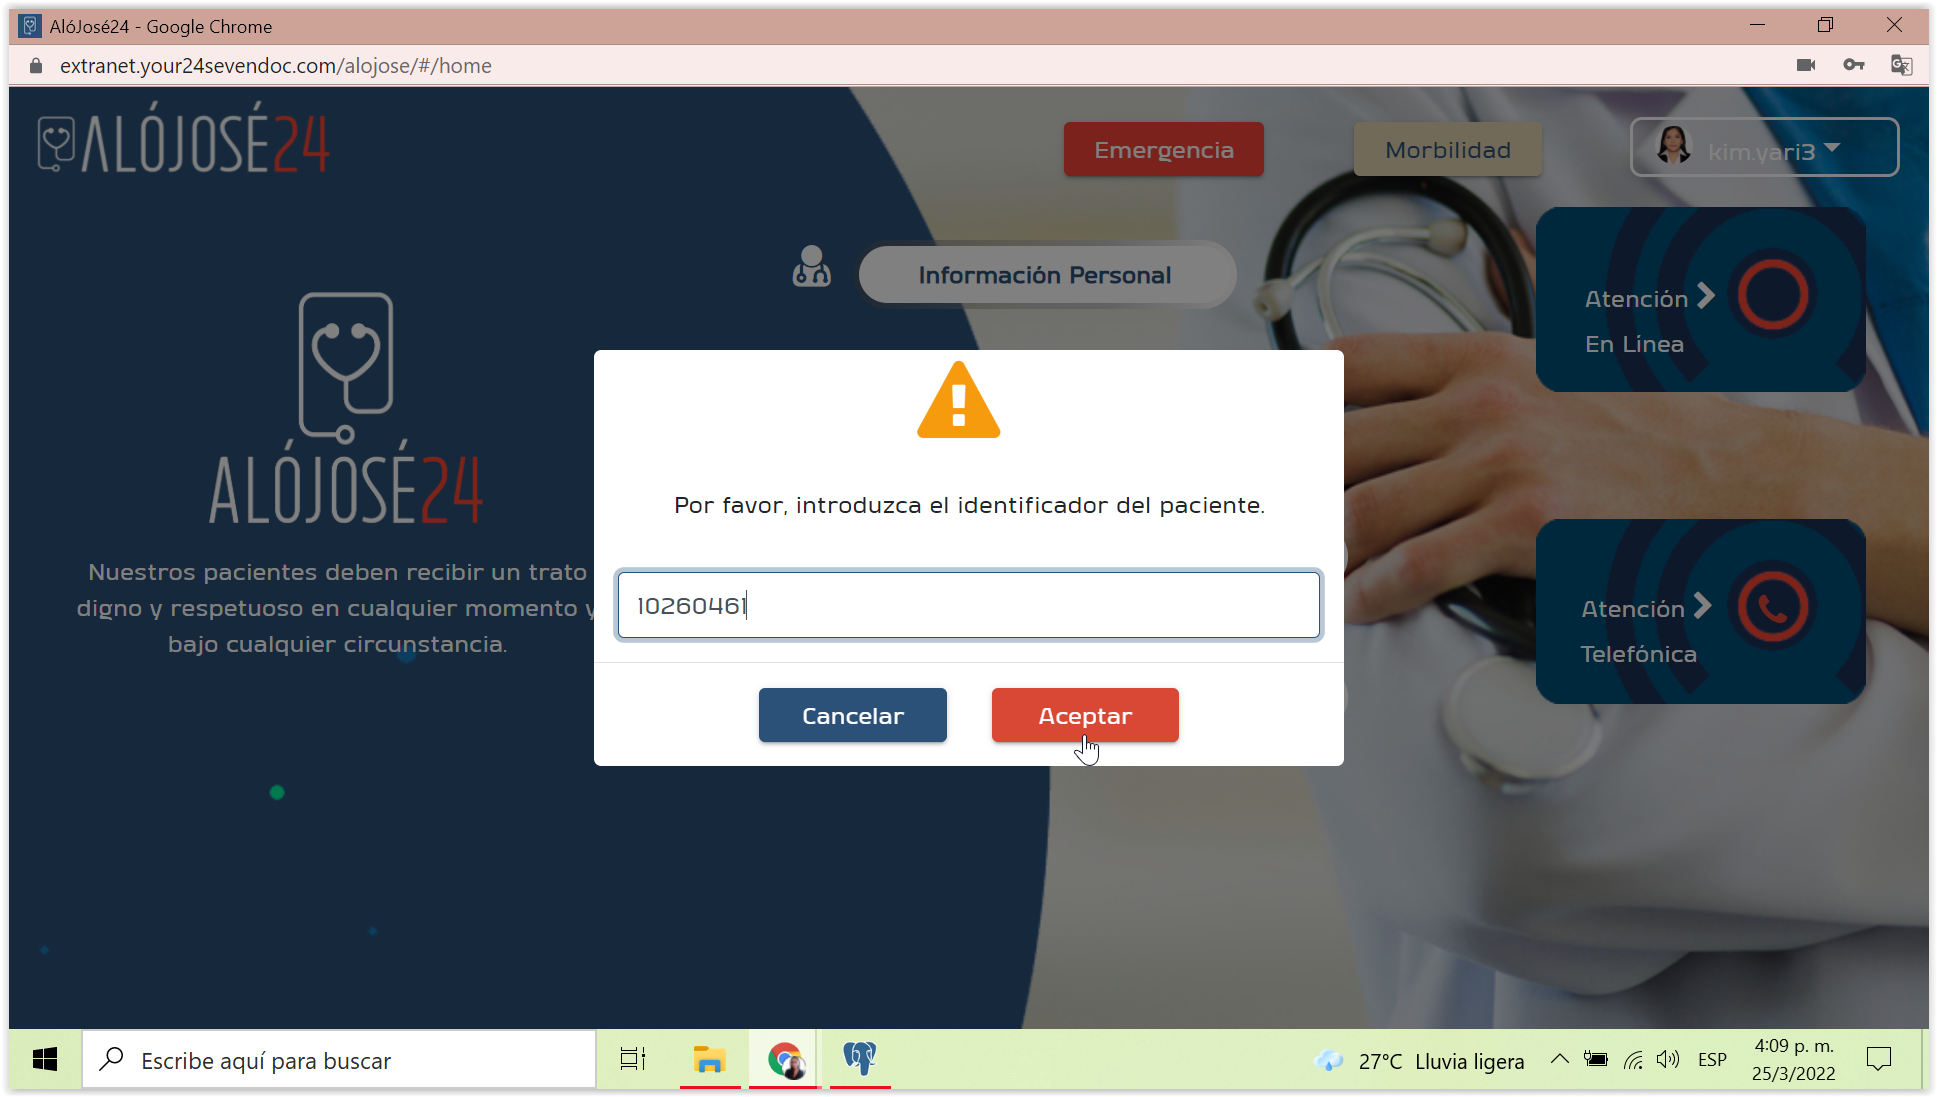 AlóJosé24 - Google Chrome
extranet.your24sevendoc.com/alojose/#/home
ALÓJOSÉ24
Emergencia
Morbilidad
kim.yari3
Información Personal
Atención
En Línea
ALÓJOSÉ24
Nuestros pacientes deben recibir un trato
digno y respetuoso en cualquier momento y
bajo cualquier circunstancia.
Por favor, introduzca el identificador del paciente.
10260461
Cancelar
Aceptar
Atención
Telefónica
Escribe aquí para buscar
27°C Lluvia ligera
ESP
4:09 p. m.
25/3/2022